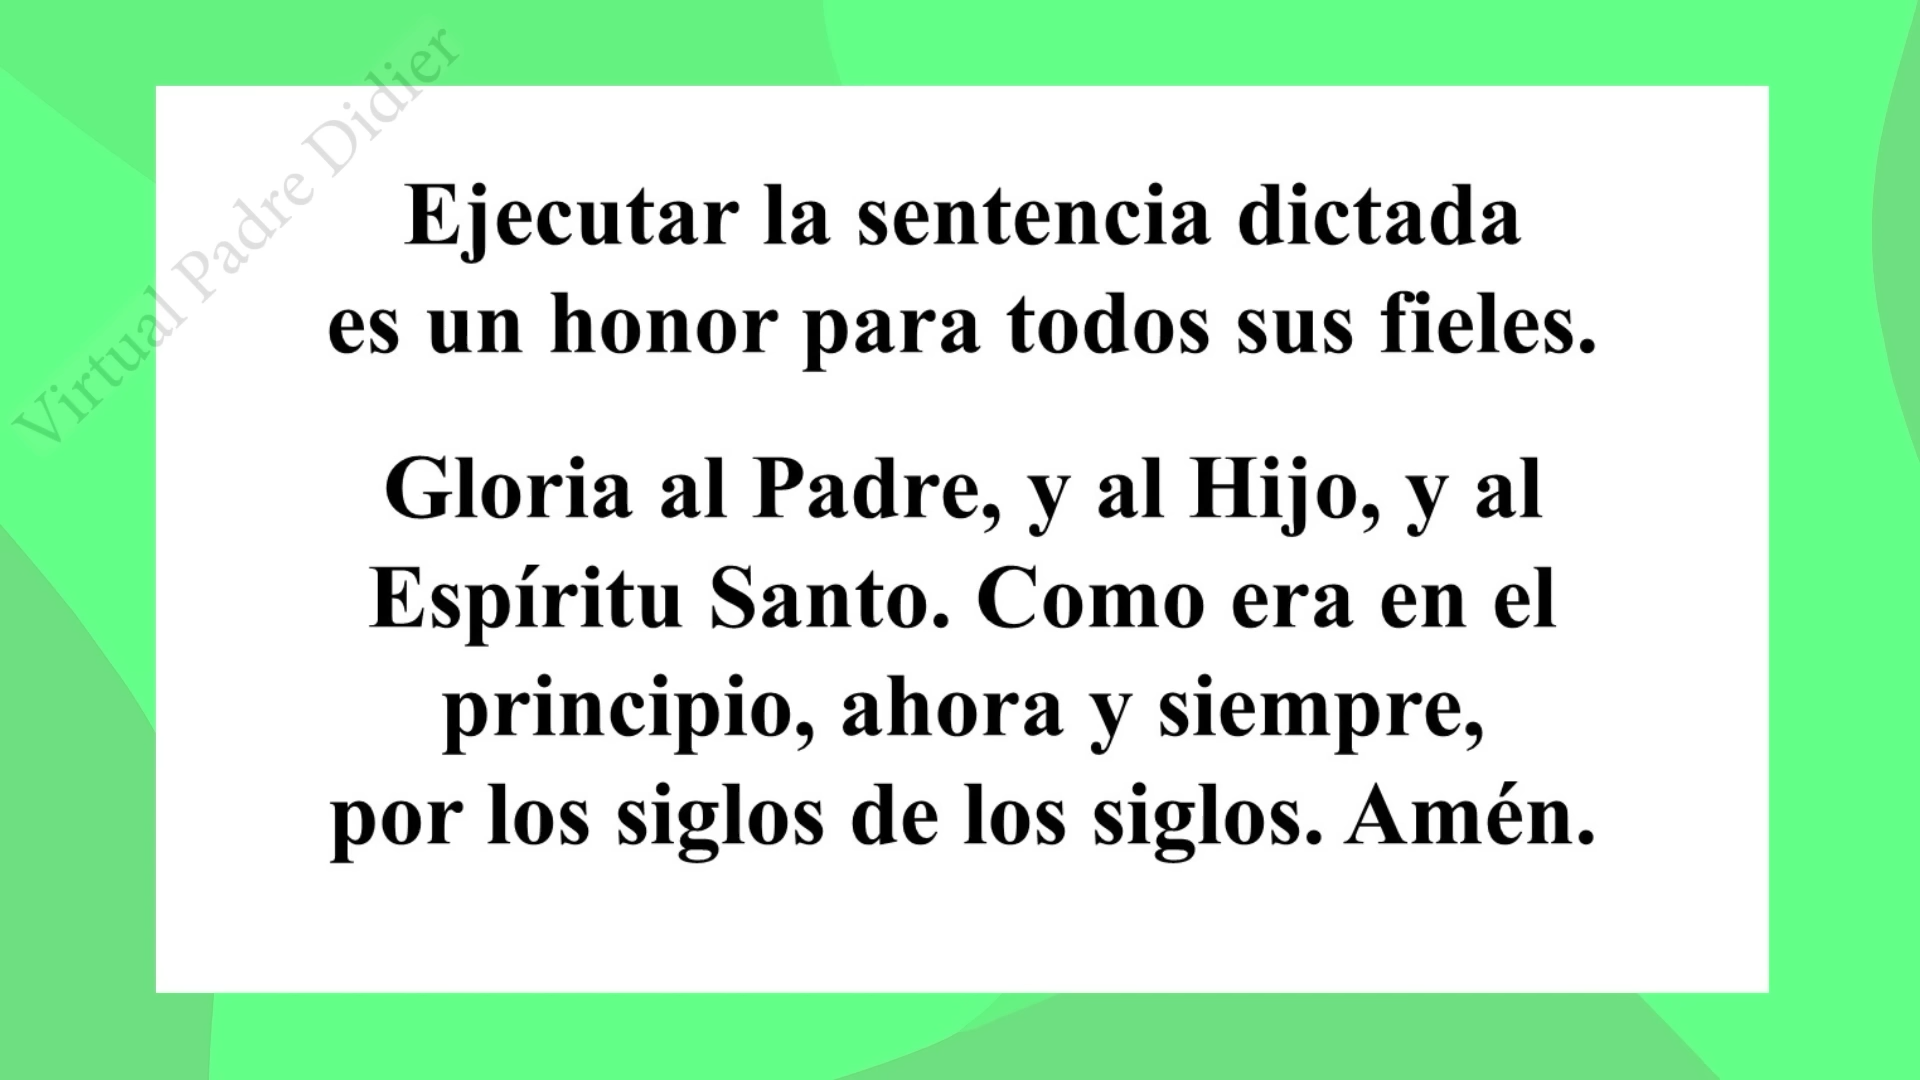 Virtual Padre Didier
Ejecutar la sentencia dictada
es un honor para todos sus fieles.
Gloria al Padre, y al Hijo, y al
Espíritu Santo. Como era en el
principio, ahora y siempre,
por los siglos de los siglos. Amén.